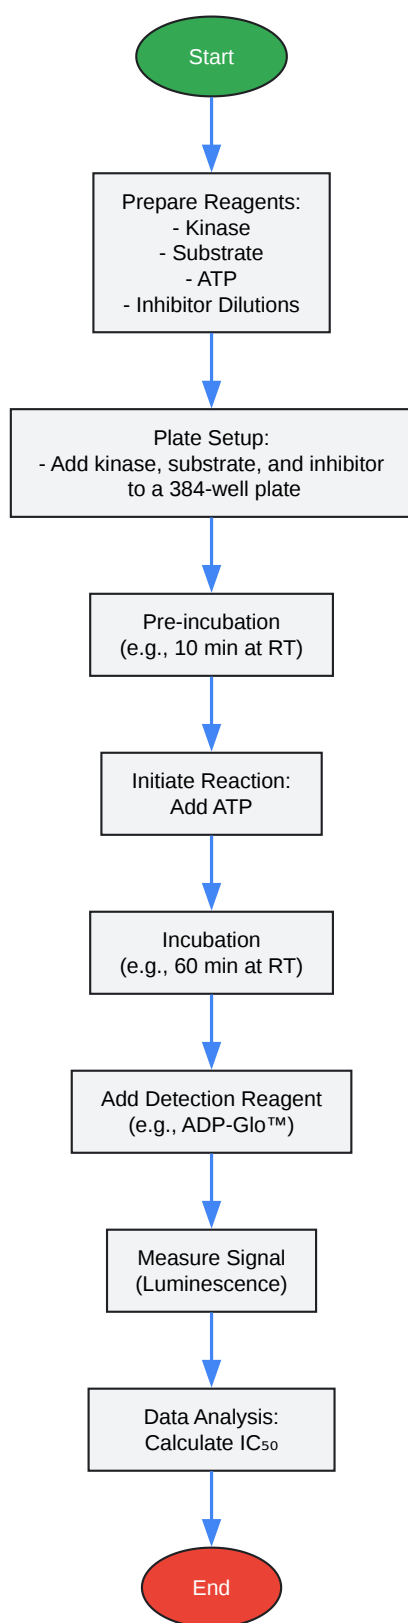 Start
Prepare Reagents:
- Kinase
- Substrate
- ATP
- Inhibitor Dilutions
Plate Setup:
- Add kinase, substrate, and inhibitor
to a 384-well plate
Pre-incubation
(e.g., 10 min at RT)
Initiate Reaction:
Add ATP
Incubation
(e.g., 60 min at RT)
Add Detection Reagent
(e.g., ADP-Glo™)
Measure Signal
(Luminescence)
Data Analysis:
Calculate IC₅₀
End